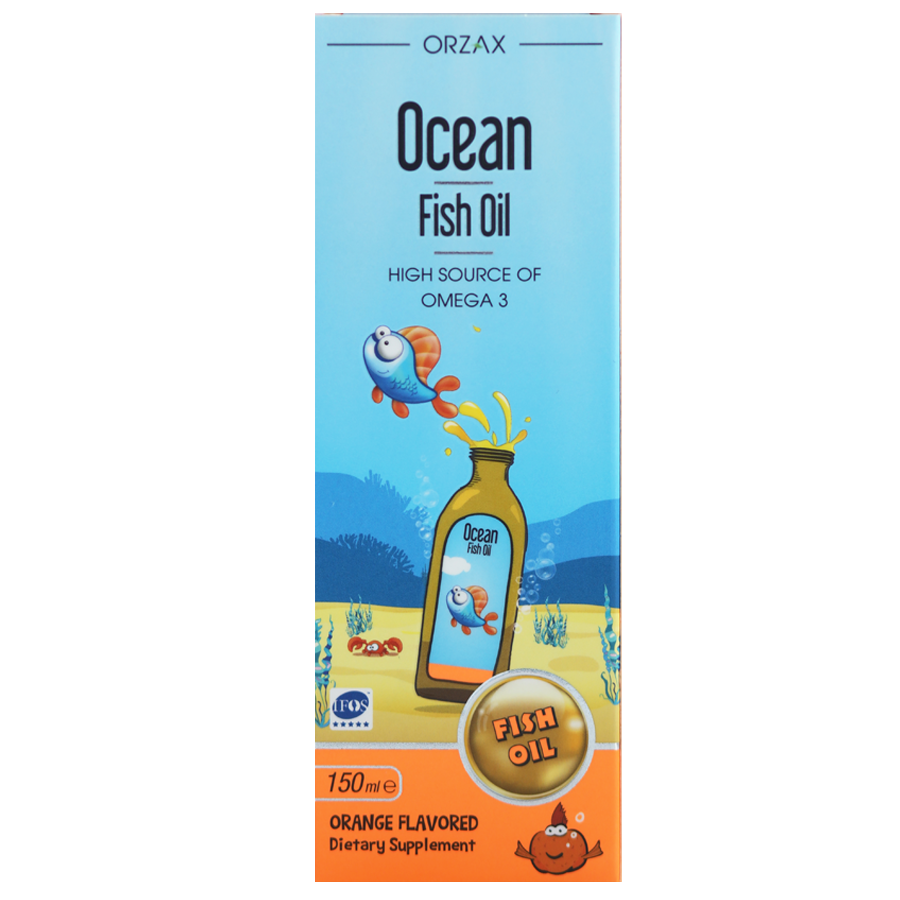 ORZAX
Ocean
Fish Oil
HIGH SOURCE OF
OMEGA 3
Ocean
Fish Oil
IFOS
FISH
OIL
150 ml ℮
ORANGE FLAVORED
Dietary Supplement